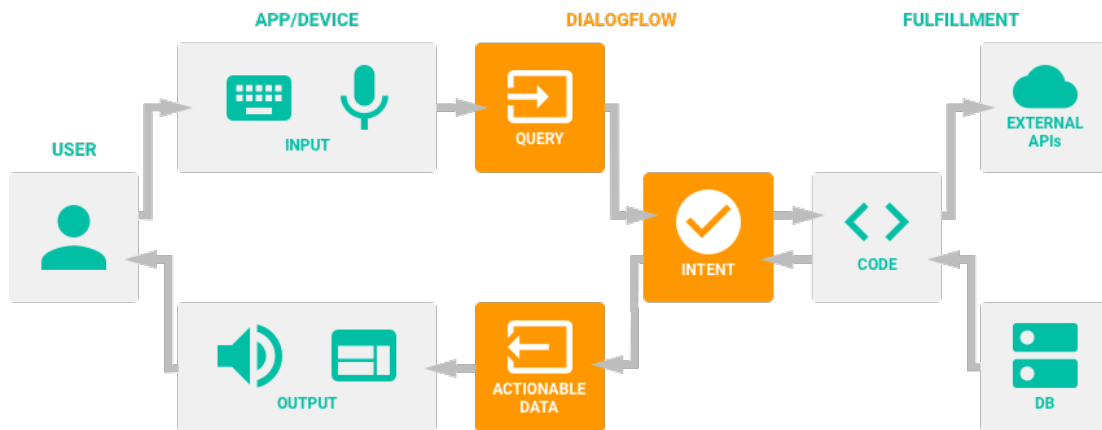 APP/DEVICE
DIALOGFLOW
FULFILLMENT
INPUT
QUERY
EXTERNAL
APIs
USER
INTENT
CODE
OUTPUT
ACTIONABLE
DATA
DB